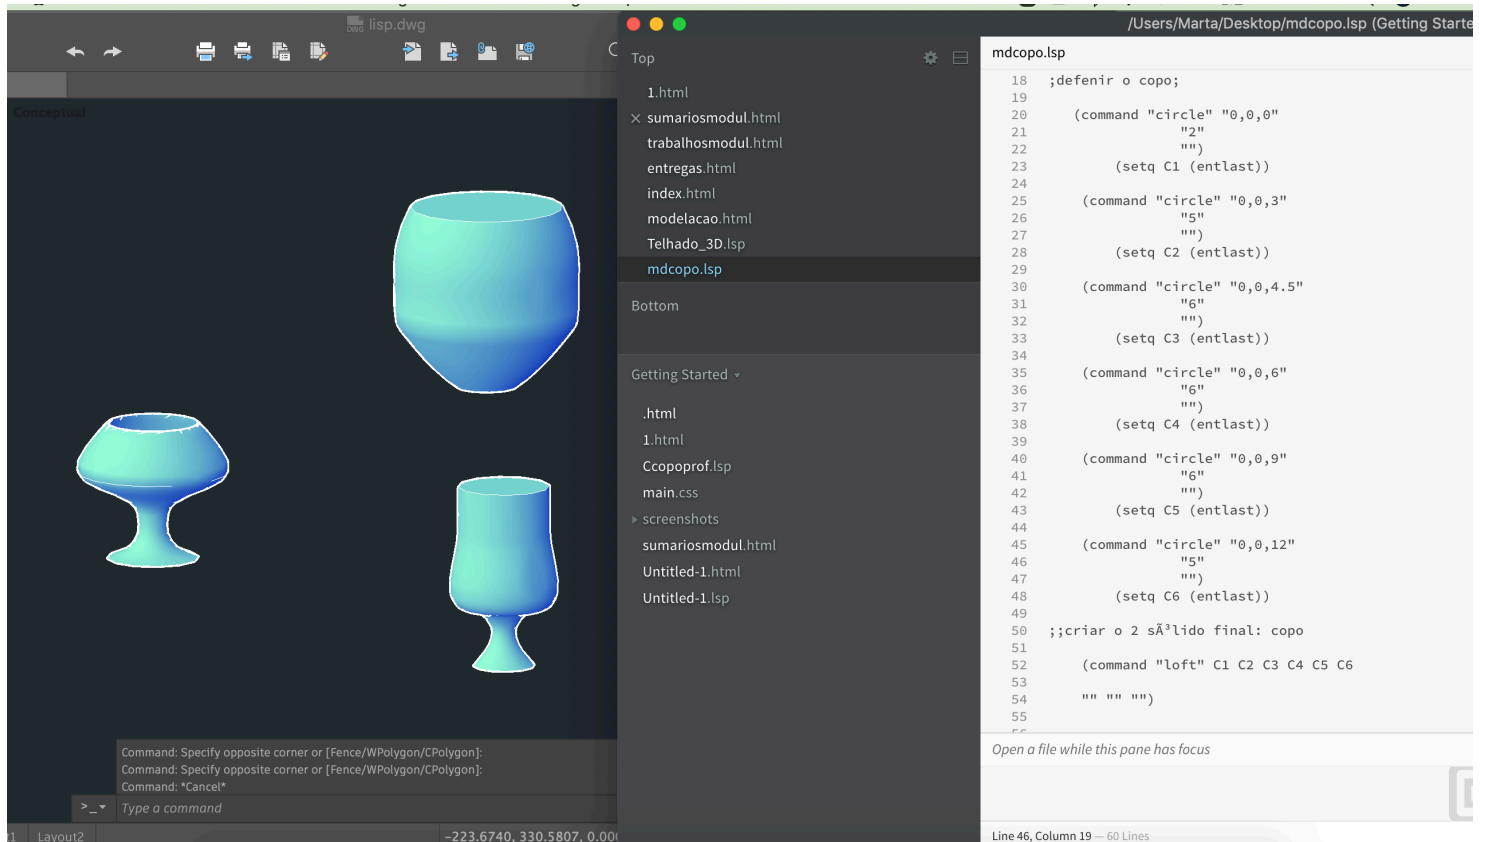 lisp.dwg
Conceptual
Command: Specify opposite corner or [Fence/WPolygon/CPolygon]:
Command: Specify opposite corner or [Fence/WPolygon/CPolygon]:
Command: *Cancel*
>_ Type a command
Layout2
−223.6740, 330.5807, 0.00
/Users/Marta/Desktop/mdcopo.lsp (Getting Starte
Top
1.html
sumariosmodul.html
trabalhosmodul.html
entregas.html
index.html
modelacao.html
Telhado_3D.lsp
mdcopo.lsp
Bottom
Getting Started
.html
1.html
Ccopoprof.lsp
main.css
screenshots
sumariosmodul.html
Untitled-1.html
Untitled-1.lsp
mdcopo.lsp
18 ;defenir o copo;
19
20 (command "circle" "0,0,0"
21 "2"
22 "")
23 (setq C1 (entlast))
24
25 (command "circle" "0,0,3"
26 "5"
27 "")
28 (setq C2 (entlast))
29
30 (command "circle" "0,0,4.5"
31 "6"
32 "")
33 (setq C3 (entlast))
34
35 (command "circle" "0,0,6"
36 "6"
37 "")
38 (setq C4 (entlast))
39
40 (command "circle" "0,0,9"
41 "6"
42 "")
43 (setq C5 (entlast))
44
45 (command "circle" "0,0,12"
46 "5"
47 "")
48 (setq C6 (entlast))
49
50 ;;criar o 2 sÃ³lido final: copo
51
52 (command "loft" C1 C2 C3 C4 C5 C6
53
54 "" "" "")
55
Open a file while this pane has focus
Line 46, Column 19 — 60 Lines